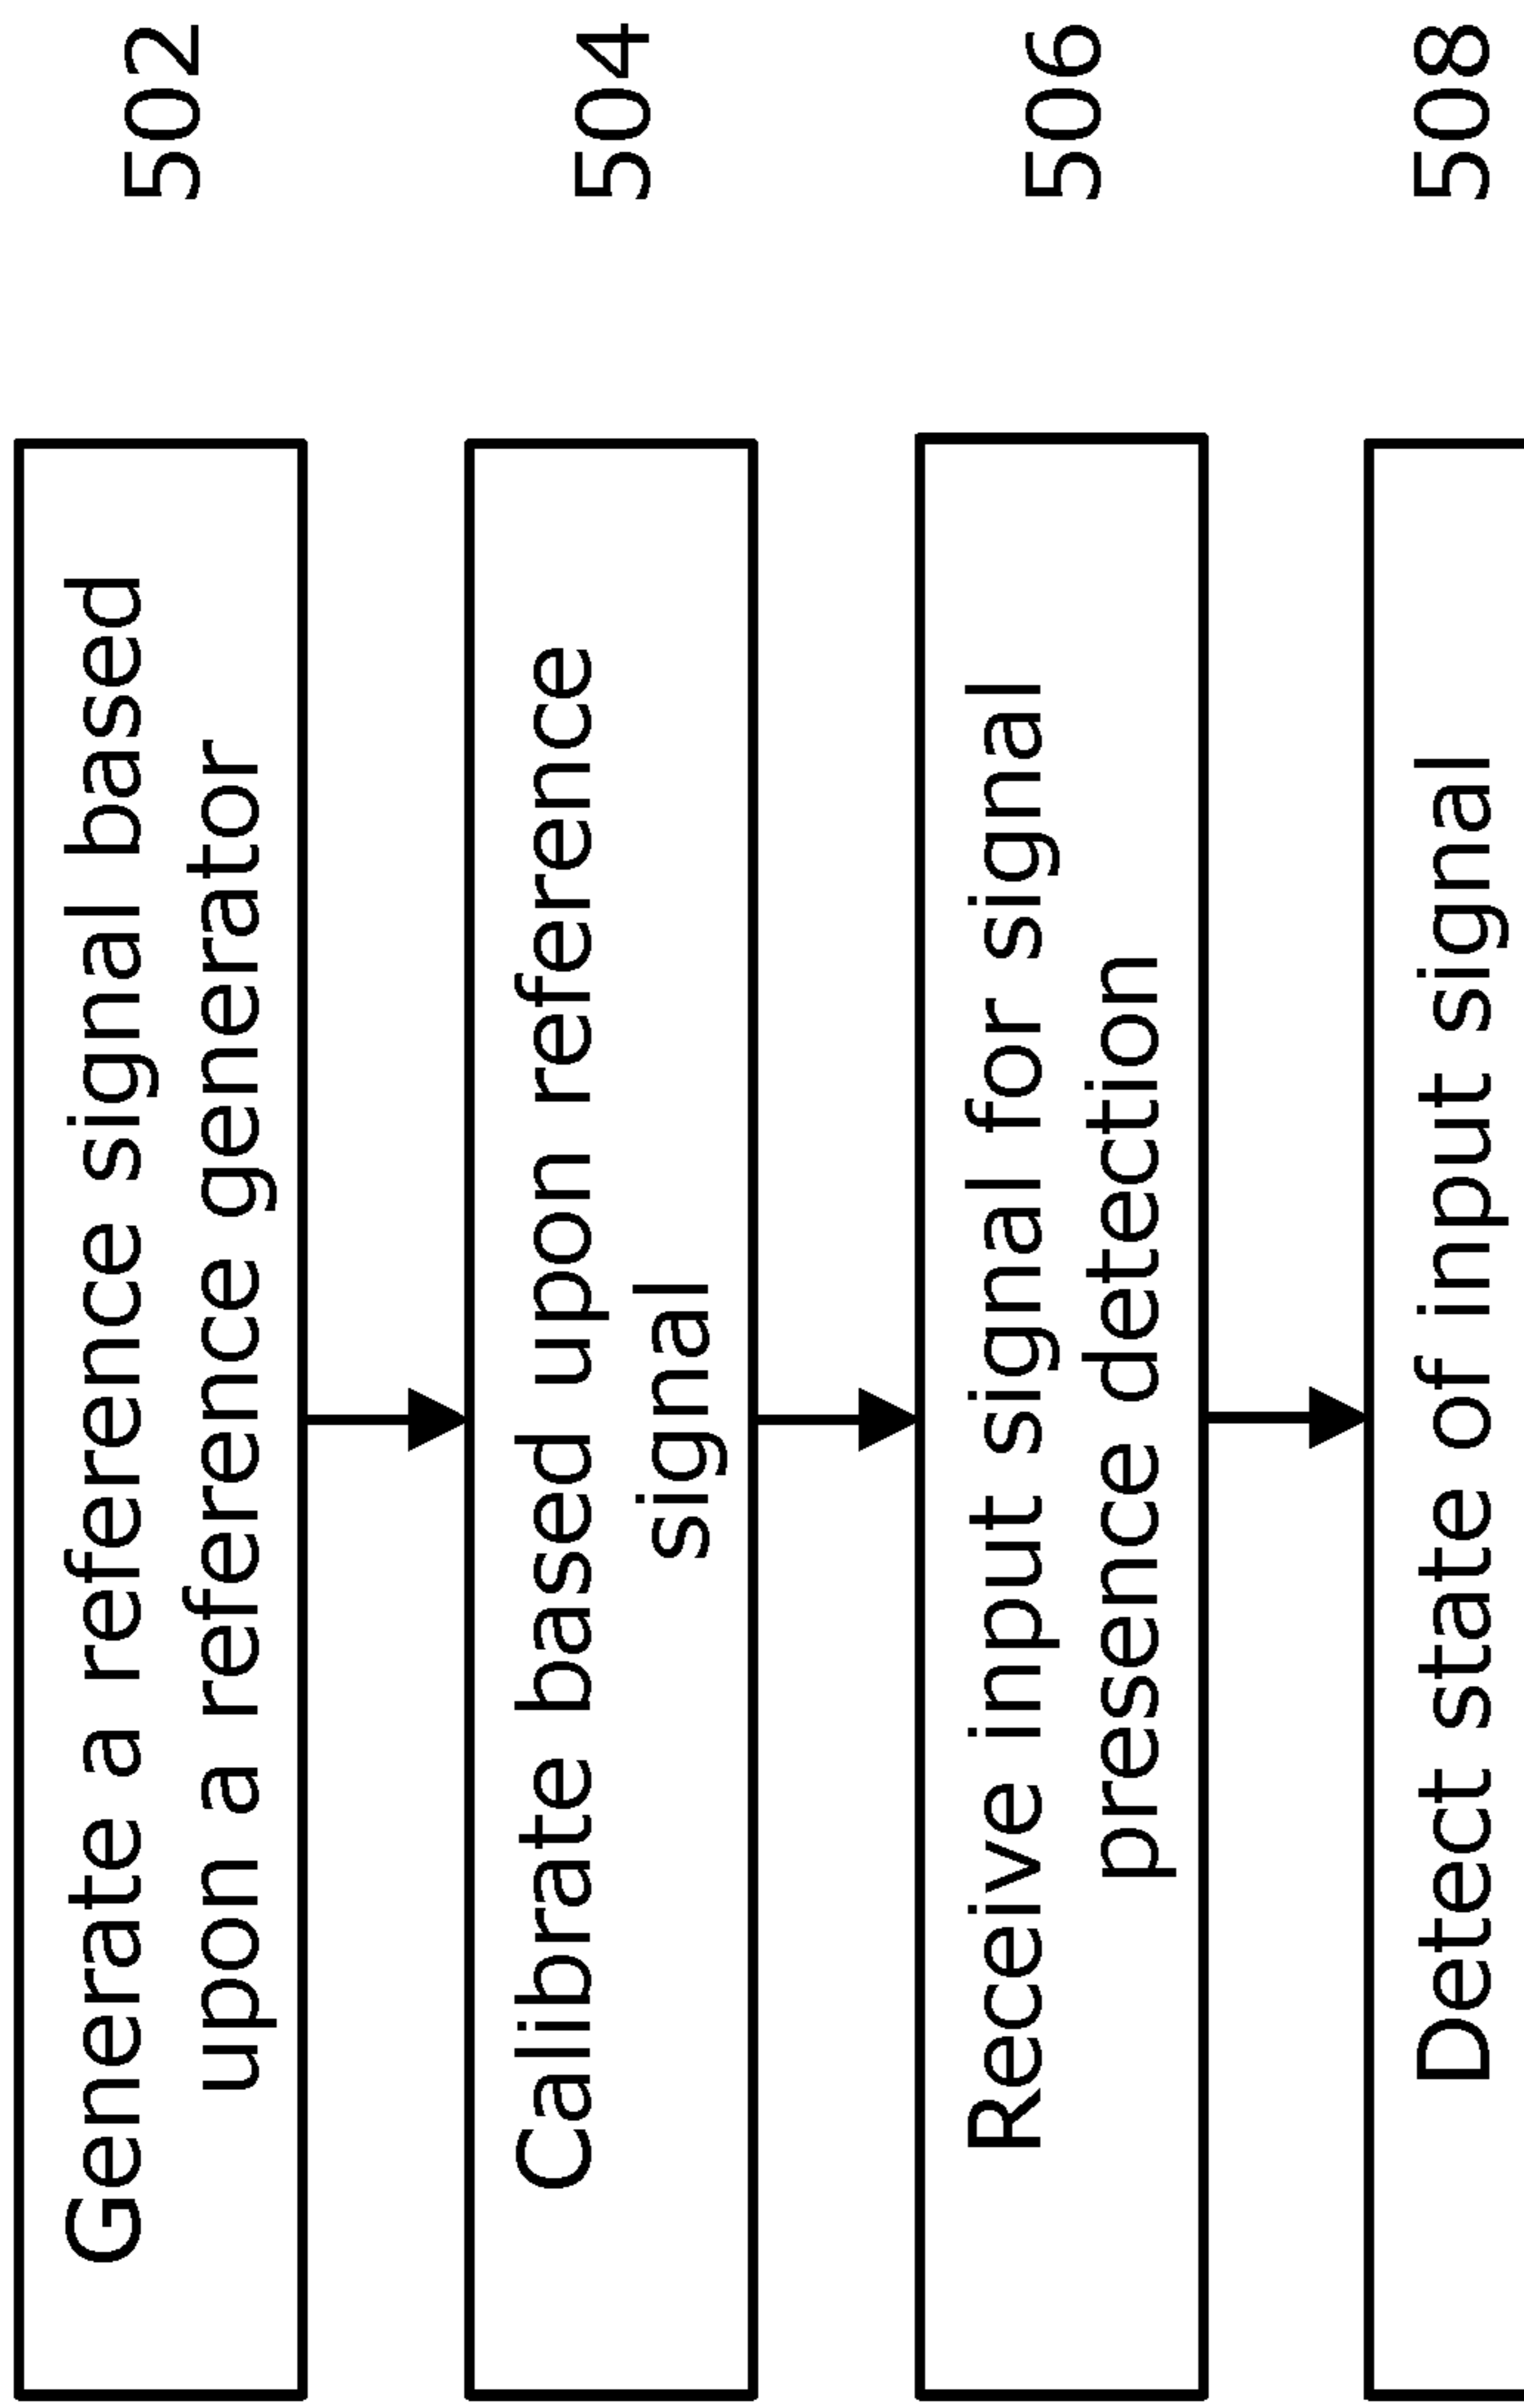 Generate a reference signal based
upon a reference generator
502
Calibrate based upon reference
signal
504
Receive input signal for signal
presence detection
506
Detect state of input signal
508